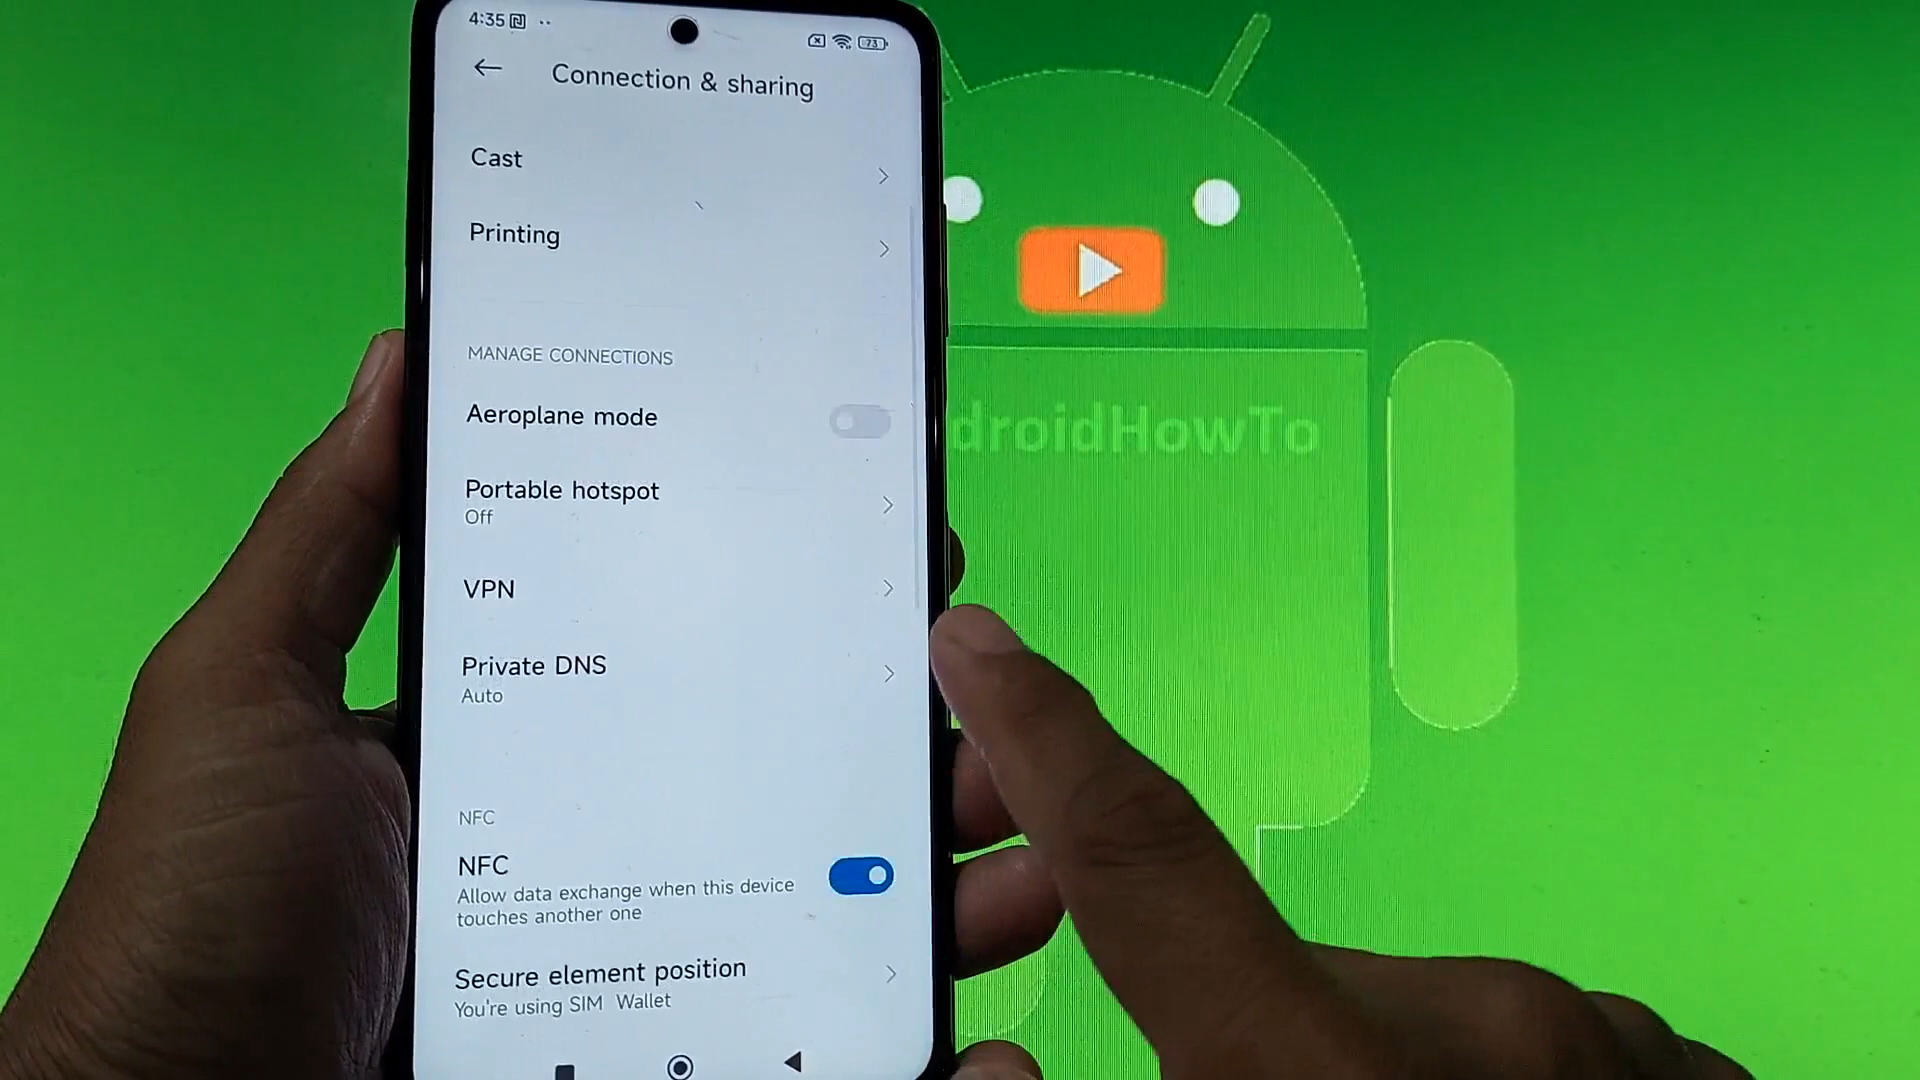 4:35
73
Connection & sharing
Cast
Printing
MANAGE CONNECTIONS
Aeroplane mode
Portable hotspot
Off
VPN
Private DNS
Auto
NFC
NFC
Allow data exchange when this device
touches another one
Secure element position
You're using SIM Wallet
droidHowTo